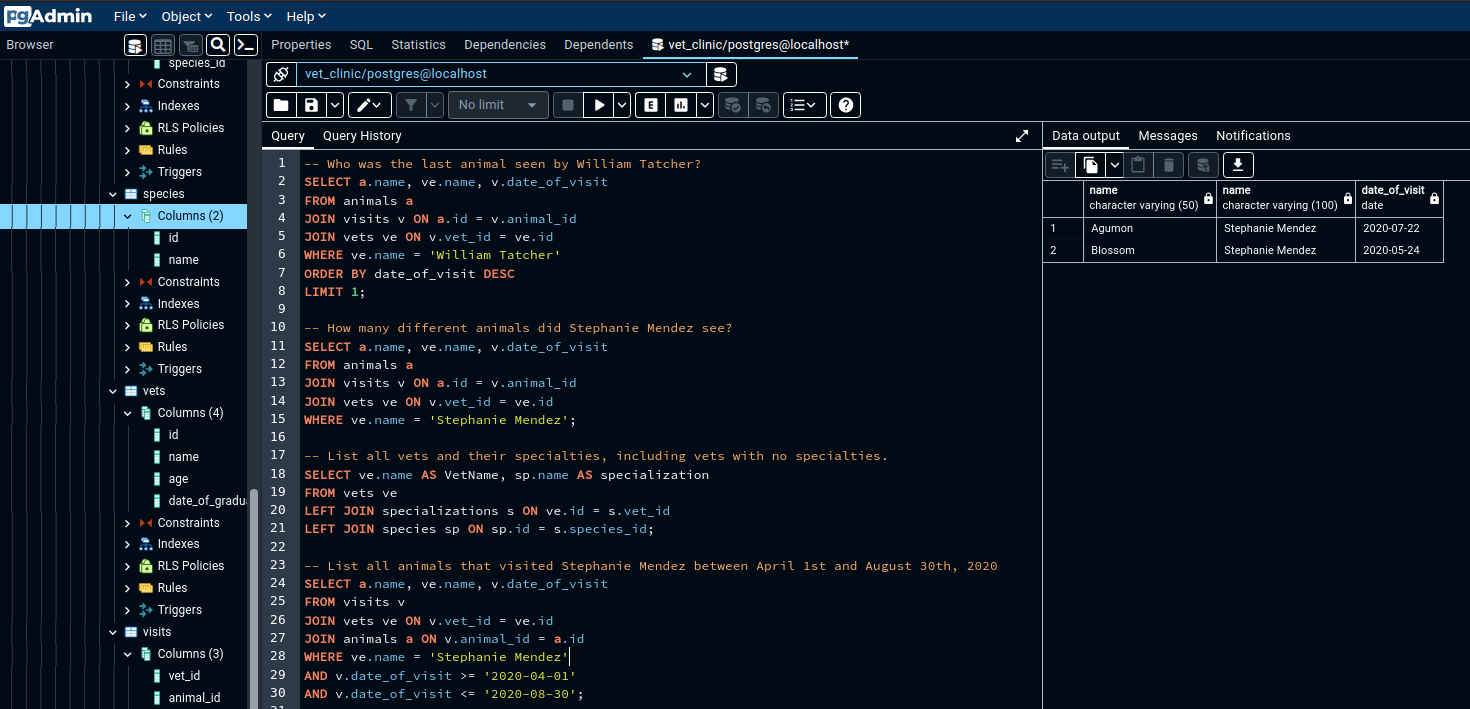 pgAdmin File Object Tools Help
Browser
Properties SQL Statistics Dependencies Dependents vet_clinic/postgres@localhost*
species_id
Constraints
Indexes
RLS Policies
Rules
Triggers
species
Columns (2)
id
name
Constraints
Indexes
RLS Policies
Rules
Triggers
vets
Columns (4)
id
name
age
date_of_gradu
Constraints
Indexes
RLS Policies
Rules
Triggers
visits
Columns (3)
vet_id
animal_id
vet_clinic/postgres@localhost
No limit
E
Query Query History
1 -- Who was the last animal seen by William Tatcher?
2 SELECT a.name, ve.name, v.date_of_visit
3 FROM animals a
4 JOIN visits v ON a.id = v.animal_id
5 JOIN vets ve ON v.vet_id = ve.id
6 WHERE ve.name = 'William Tatcher'
7 ORDER BY date_of_visit DESC
8 LIMIT 1;
9
10 -- How many different animals did Stephanie Mendez see?
11 SELECT a.name, ve.name, v.date_of_visit
12 FROM animals a
13 JOIN visits v ON a.id = v.animal_id
14 JOIN vets ve ON v.vet_id = ve.id
15 WHERE ve.name = 'Stephanie Mendez';
16
17 -- List all vets and their specialties, including vets with no specialties.
18 SELECT ve.name AS VetName, sp.name AS specialization
19 FROM vets ve
20 LEFT JOIN specializations s ON ve.id = s.vet_id
21 LEFT JOIN species sp ON sp.id = s.species_id;
22
23 -- List all animals that visited Stephanie Mendez between April 1st and August 30th, 2020
24 SELECT a.name, ve.name, v.date_of_visit
25 FROM visits v
26 JOIN vets ve ON v.vet_id = ve.id
27 JOIN animals a ON v.animal_id = a.id
28 WHERE ve.name = 'Stephanie Mendez'
29 AND v.date_of_visit >= '2020-04-01'
30 AND v.date_of_visit <= '2020-08-30';
Data output Messages Notifications
name name date_of_visit
character varying (50) character varying (100) date
1 Agumon Stephanie Mendez 2020-07-22
2 Blossom Stephanie Mendez 2020-05-24